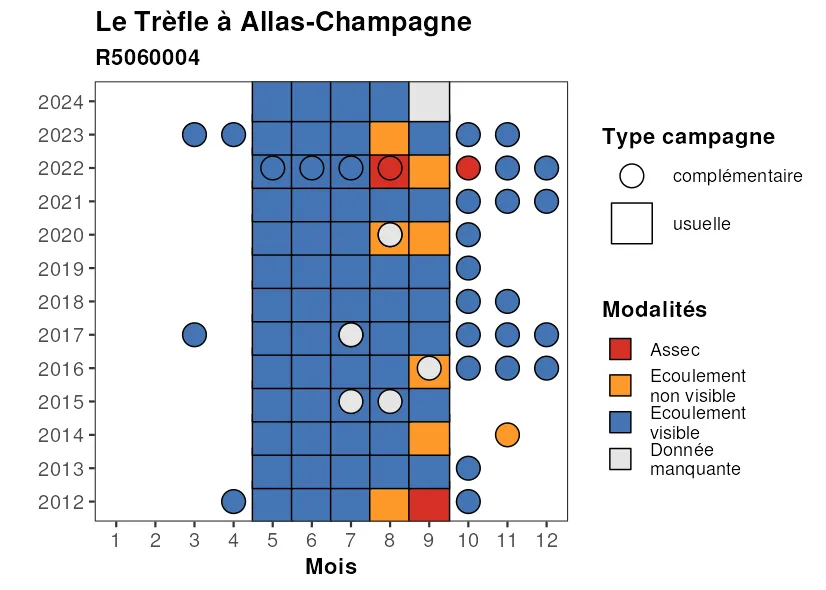 Le Trèfle à Allas-Champagne
R5060004
2024
2023
2022
2021
2020
2019
2018
2017
2016
2015
2014
2013
2012
1 2 3 4 5 6 7 8 9 10 11 12
Mois
Type campagne
complémentaire
usuelle
Modalités
Assec
Ecoulement
non visible
Ecoulement
visible
Donnée
manquante